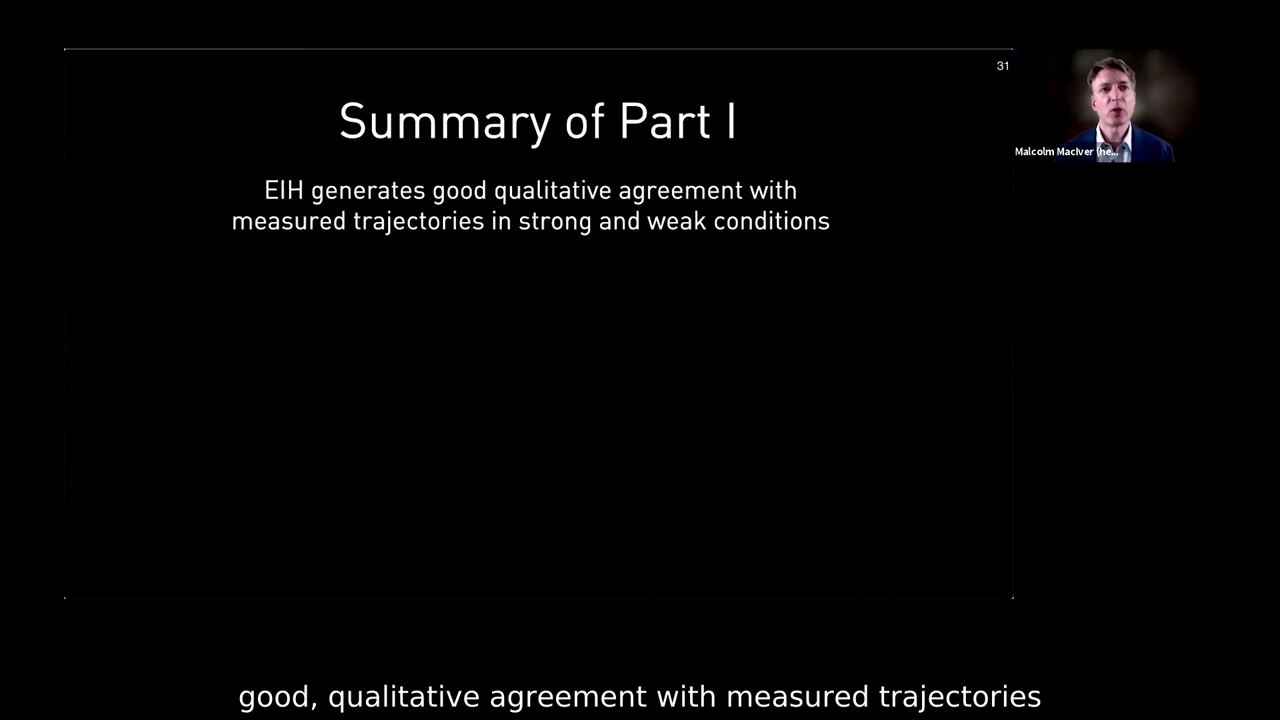 31
Summary of Part I
EIH generates good qualitative agreement with
measured trajectories in strong and weak conditions
Malcolm MacIver (he...
good, qualitative agreement with measured trajectories